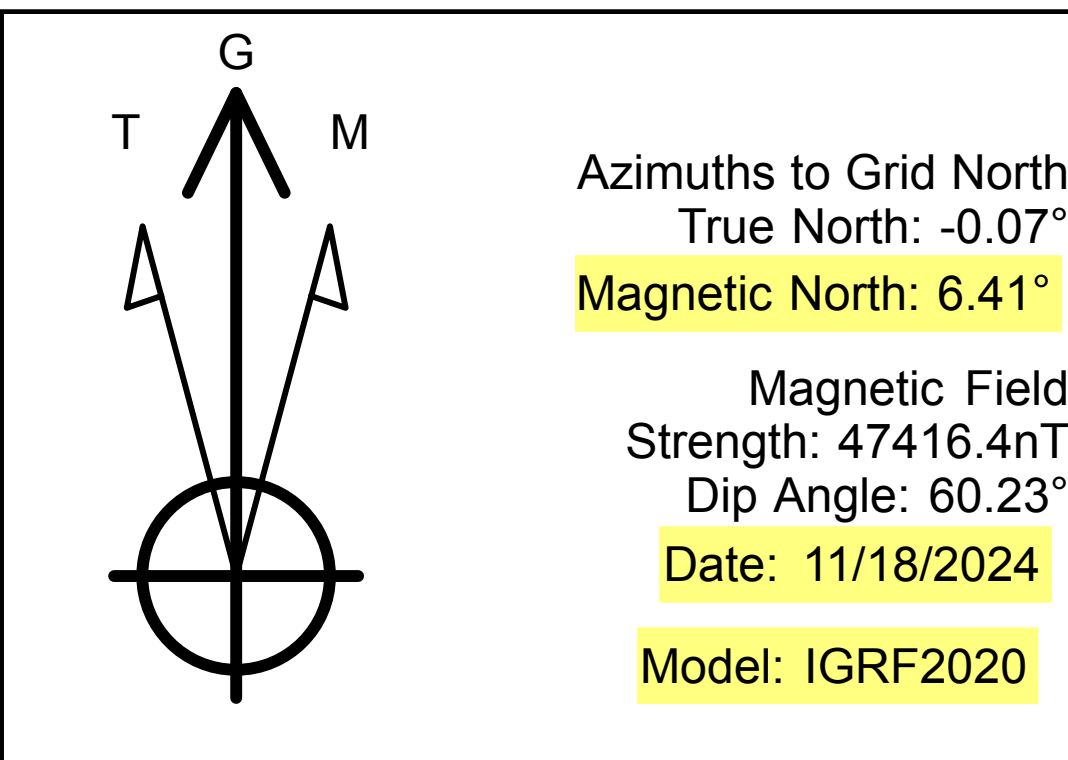 G
T
M
Azimuths to Grid North
True North: -0.07°
Magnetic North: 6.41°
Magnetic Field
Strength: 47416.4nT
Dip Angle: 60.23°
Date: 11/18/2024
Model: IGRF2020